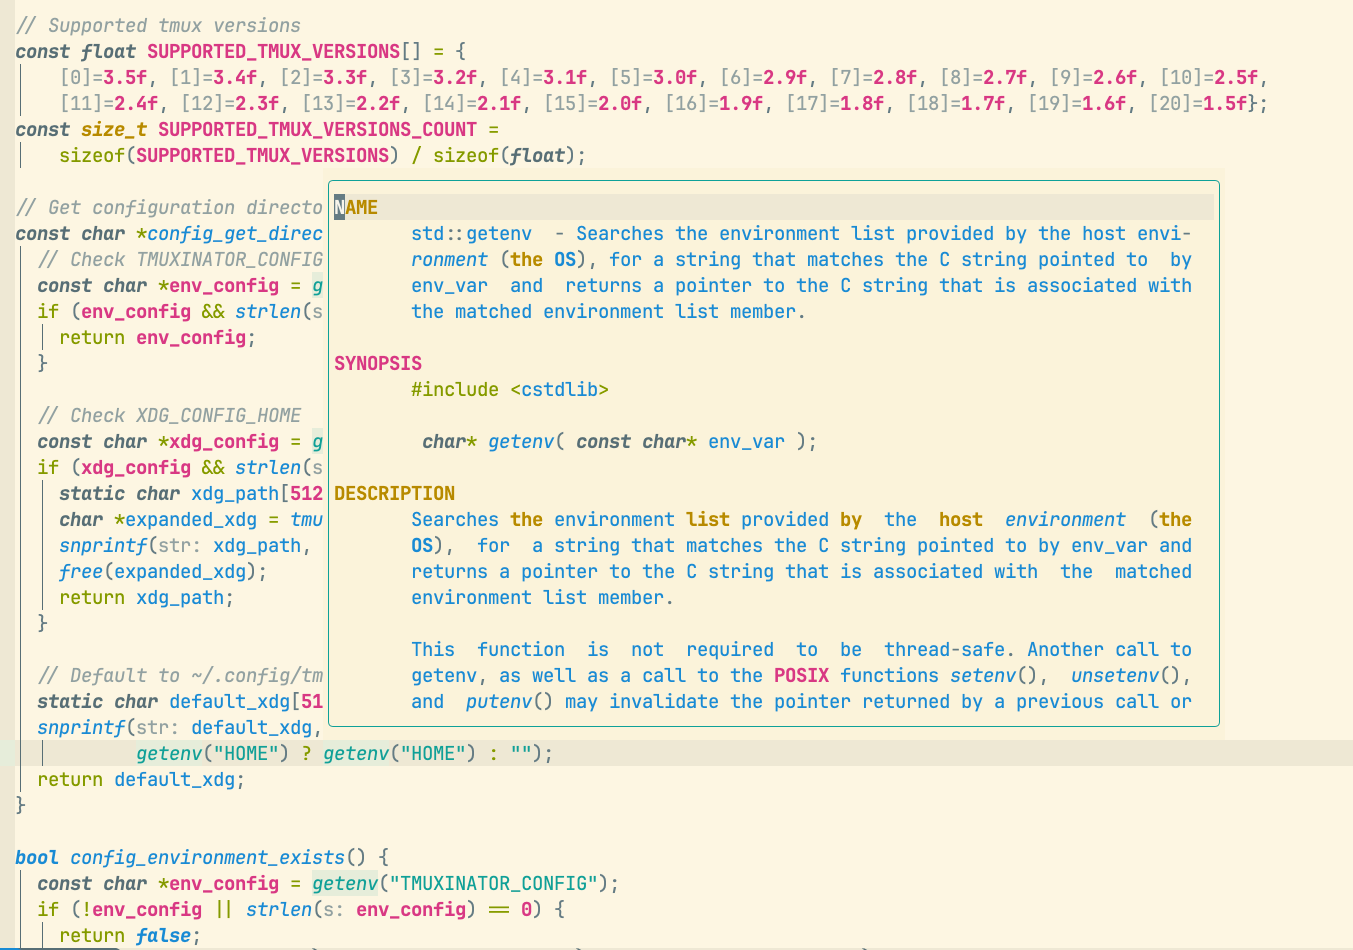 // Supported tmux versions
const float SUPPORTED_TMUX_VERSIONS[] = {
[0]=3.5f, [1]=3.4f, [2]=3.3f, [3]=3.2f, [4]=3.1f, [5]=3.0f, [6]=2.9f, [7]=2.8f, [8]=2.7f, [9]=2.6f, [10]=2.5f,
[11]=2.4f, [12]=2.3f, [13]=2.2f, [14]=2.1f, [15]=2.0f, [16]=1.9f, [17]=1.8f, [18]=1.7f, [19]=1.6f, [20]=1.5f};
const size_t SUPPORTED_TMUX_VERSIONS_COUNT =
sizeof(SUPPORTED_TMUX_VERSIONS) / sizeof(float);
// Get configuration directo
const char *config_get_direc
// Check TMUXINATOR_CONFIG
const char *env_config = g
if (env_config && strlen(s
return env_config;
}
// Check XDG_CONFIG_HOME
const char *xdg_config = g
if (xdg_config && strlen(s
static char xdg_path[512
char *expanded_xdg = tmu
snprintf(str: xdg_path,
free(expanded_xdg);
return xdg_path;
}
// Default to ~/.config/tm
static char default_xdg[51
snprintf(str: default_xdg,
NAME
std::getenv - Searches the environment list provided by the host envi-
ronment (the OS), for a string that matches the C string pointed to by
env_var and returns a pointer to the C string that is associated with
the matched environment list member.
SYNOPSIS
#include <cstdlib>
char* getenv( const char* env_var );
DESCRIPTION
Searches the environment list provided by the host environment (the
OS), for a string that matches the C string pointed to by env_var and
returns a pointer to the C string that is associated with the matched
environment list member.
This function is not required to be thread-safe. Another call to
getenv, as well as a call to the POSIX functions setenv(), unsetenv(),
and putenv() may invalidate the pointer returned by a previous call or
getenv("HOME") ? getenv("HOME") : "");
return default_xdg;
}
bool config_environment_exists() {
const char *env_config = getenv("TMUXINATOR_CONFIG");
if (!env_config || strlen(s: env_config) == 0) {
return false;